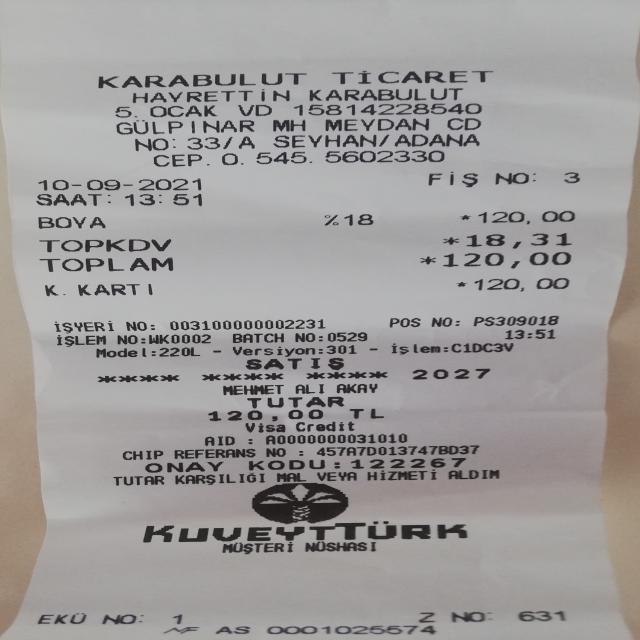 KARABULUT TİCARET
HAYRETTİN KARABULUT
5. OCAK VD 15814228540
GÜLPINAR MH MEYDAN CD
NO: 33/A SEYHAN/ADANA
CEP. 0. 545. 5602330
10-09-2021 FİŞ NO: 3
SAAT: 13:51
BOYA %18 *120,00
TOPKDV *18,31
TOPLAM *120,00
K. KARTI *120,00
İŞYERİ NO: 003100000002231 POS NO: PS309018
İŞLEM NO:WK0002 BATCH NO:0529 13:51
Model:220L - Versiyon:301 - İşlem:C1DC3V
SATIŞ
**** **** **** 2027
MEHMET ALI AKAY
TUTAR
120,00 TL
Visa Credit
AID : A0000000031010
CHIP REFERANS NO : 457A7D013747BD37
ONAY KODU:122267
TUTAR KARŞILIĞI MAL VEYA HİZMETİ ALDIM
KUVEYTTÜRK
MÜŞTERİ NÜSHASI
EKÜ NO: 1 Z NO: 631
MF AS 0001025574